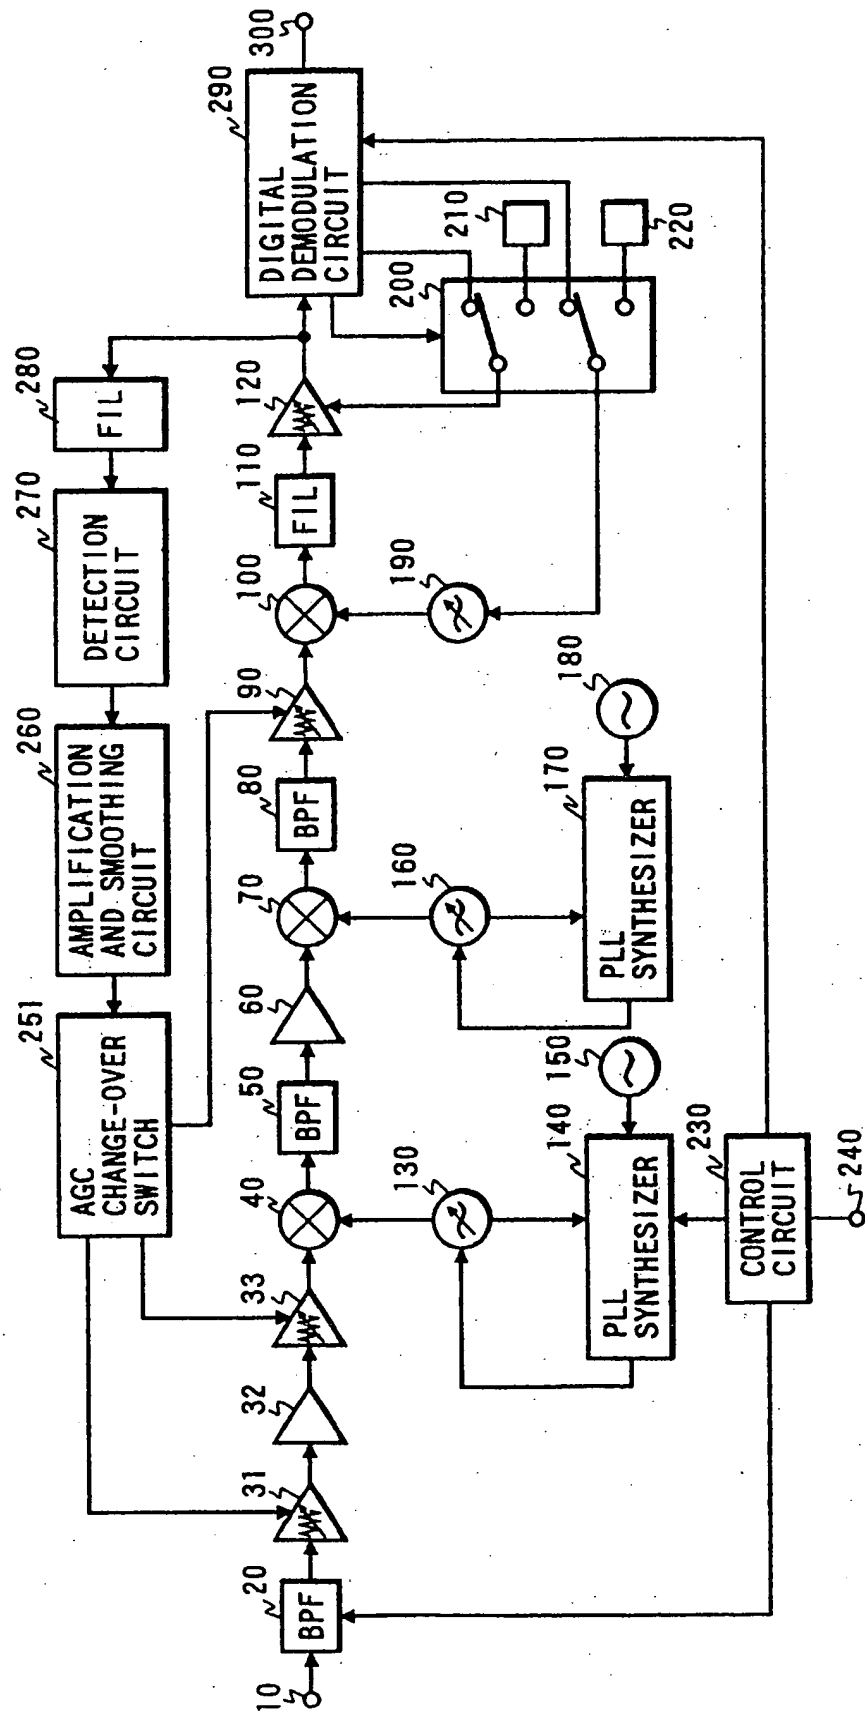 280
FIL
270
DETECTION
CIRCUIT
260
AMPLIFICATION
AND SMOOTHING
CIRCUIT
251
AGC
CHANGE-OVER
SWITCH
10
20
BPF
31
32
33
40
50
BPF
60
70
80
BPF
90
100
110
FIL
120
290
DIGITAL
DEMODULATION
CIRCUIT
300
130
160
190
200
210
220
140
PLL
SYNTHESIZER
150
170
PLL
SYNTHESIZER
180
230
CONTROL
CIRCUIT
240